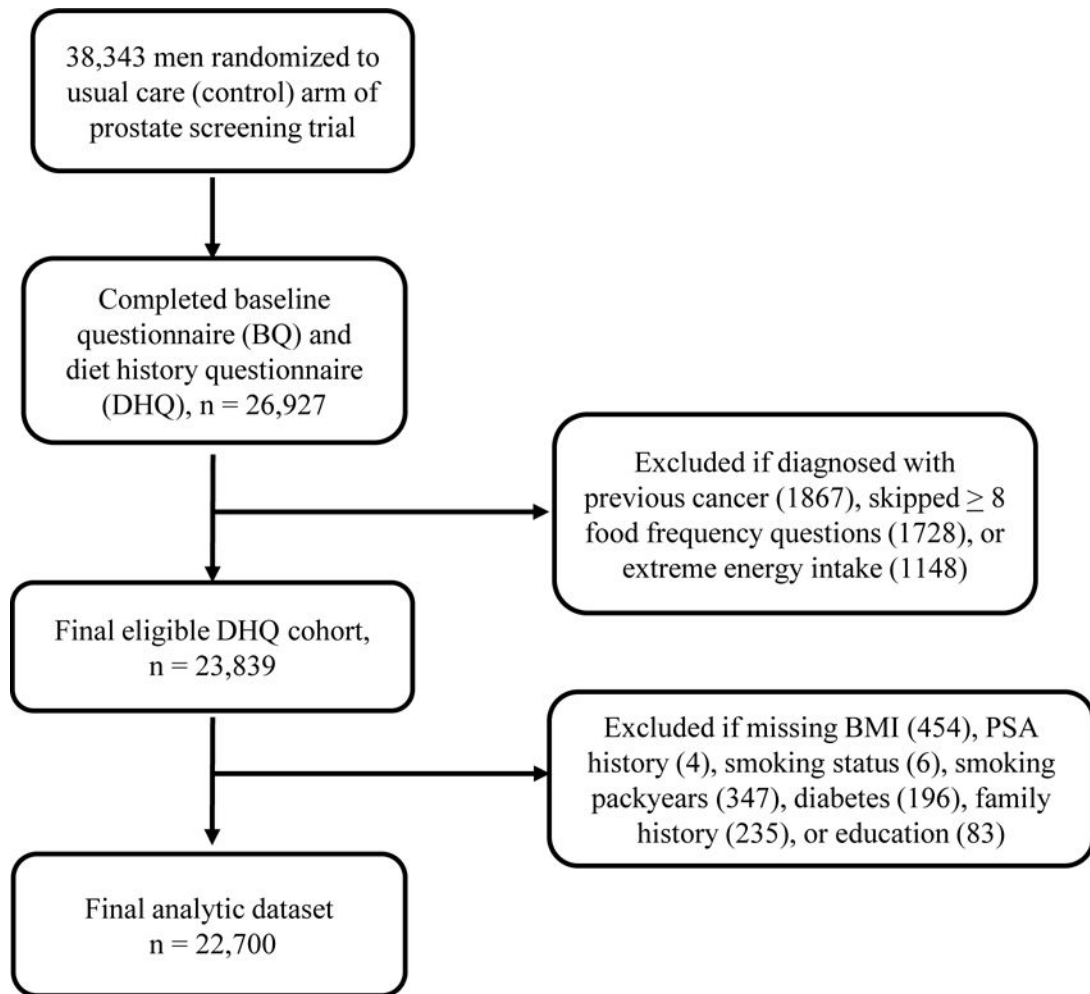 38,343 men randomized to
usual care (control) arm of
prostate screening trial
Completed baseline
questionnaire (BQ) and
diet history questionnaire
(DHQ), n = 26,927
Excluded if diagnosed with
previous cancer (1867), skipped ≥ 8
food frequency questions (1728), or
extreme energy intake (1148)
Final eligible DHQ cohort,
n = 23,839
Excluded if missing BMI (454), PSA
history (4), smoking status (6), smoking
packyears (347), diabetes (196), family
history (235), or education (83)
Final analytic dataset
n = 22,700